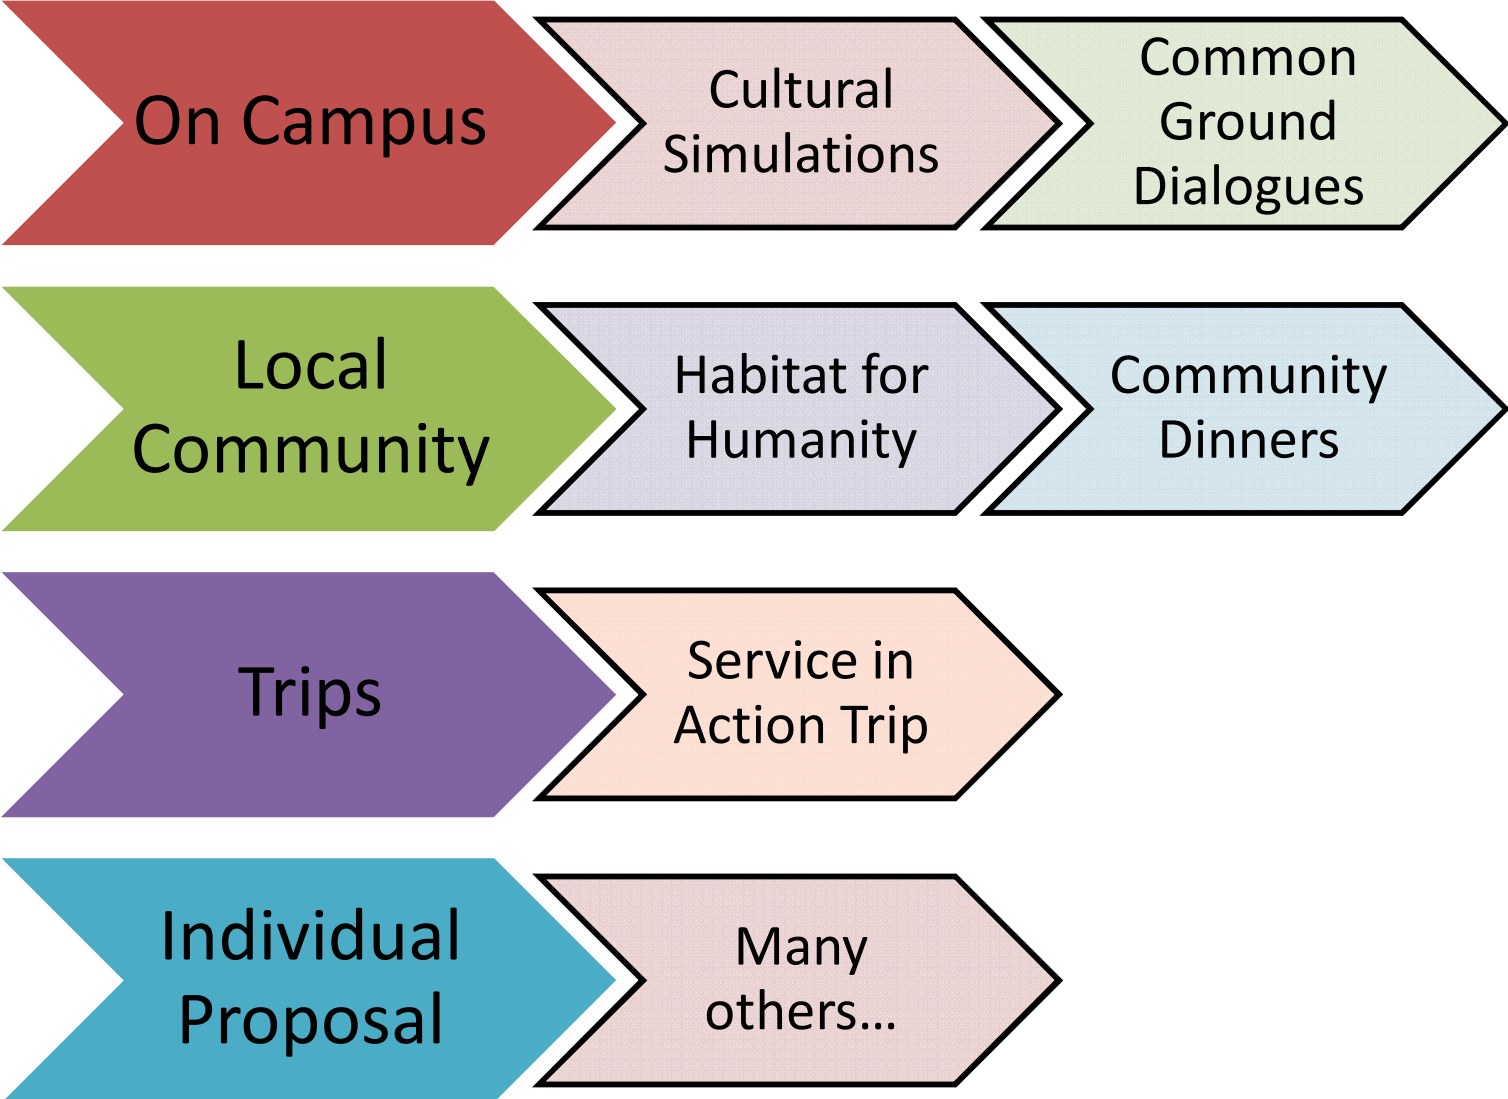 On Campus
Cultural
Simulations
Common
Ground
Dialogues
Local
Community
Habitat for
Humanity
Community
Dinners
Trips
Service in
Action Trip
Individual
Proposal
Many
others…